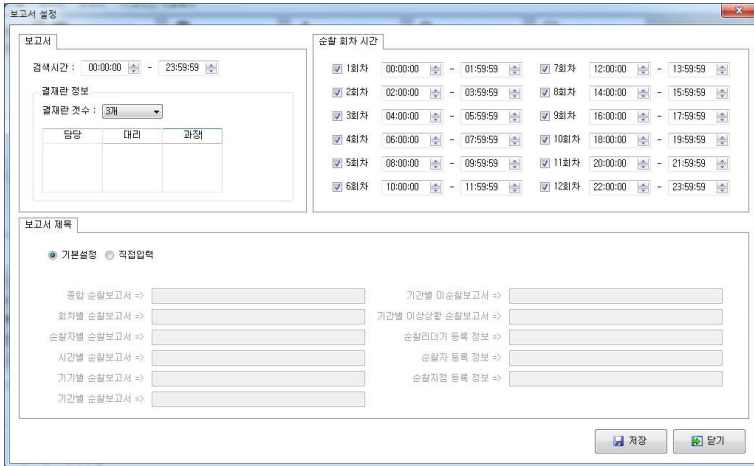 보고서 설정
보고서
검색시간 : 00:00:00 - 23:59:59
결재란 정보
결재란 겟수 : 3개
담당 대리 과장
순찰 회차 시간
1회차 00:00:00 - 01:59:59
2회차 02:00:00 - 03:59:59
3회차 04:00:00 - 05:59:59
4회차 06:00:00 - 07:59:59
5회차 08:00:00 - 09:59:59
6회차 10:00:00 - 11:59:59
7회차 12:00:00 - 13:59:59
8회차 14:00:00 - 15:59:59
9회차 16:00:00 - 17:59:59
10회차 18:00:00 - 19:59:59
11회차 20:00:00 - 21:59:59
12회차 22:00:00 - 23:59:59
보고서 제목
기본설정 직접입력
종합 순찰보고서 =>
회차별 순찰보고서 =>
순찰자별 순찰보고서 =>
시간별 순찰보고서 =>
기기별 순찰보고서 =>
기간별 순찰보고서 =>
기간별 미순찰보고서 =>
기간별 이상상황 순찰보고서 =>
순찰리더기 등록 정보 =>
순찰자 등록 정보 =>
순찰지점 등록 정보 =>
저장 닫기